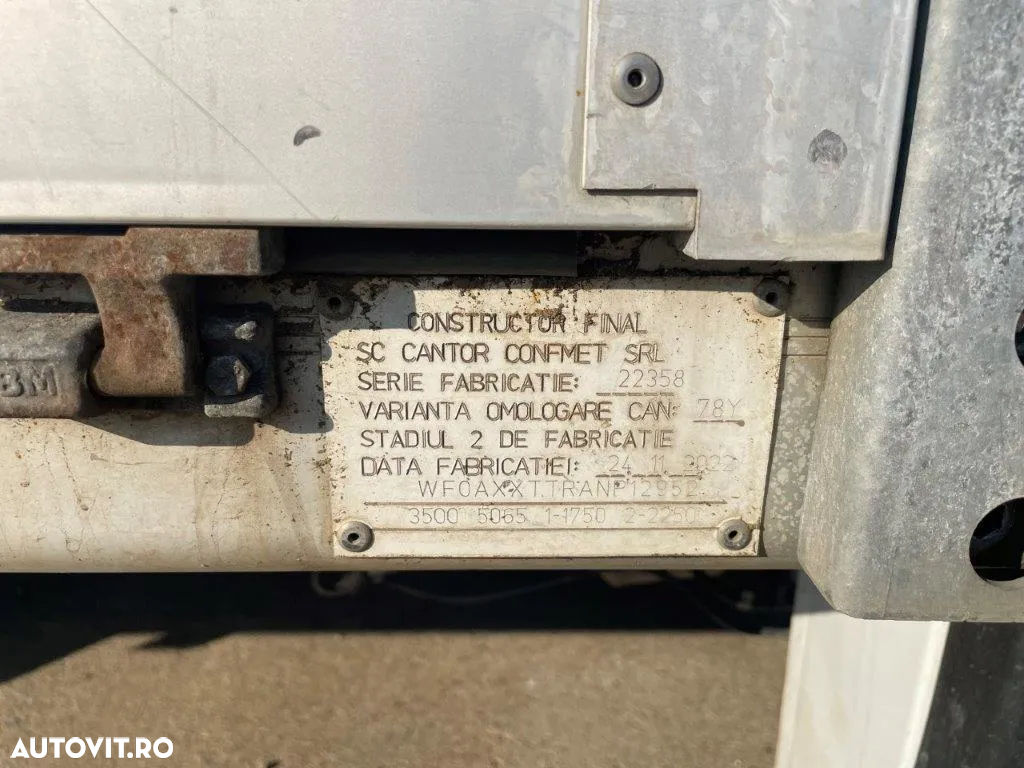 BM
CONSTRUCTOR FINAL
SC CANTOR CONFMET SRL
SERIE FABRICATIE: 22358
VARIANTA OMOLOGARE CAN: 78Y
STADIUL 2 DE FABRICATIE
DATA FABRICATIEI: 24 11 2022
3500 5065 1-1750 2-2250
AUTOVIT.RO